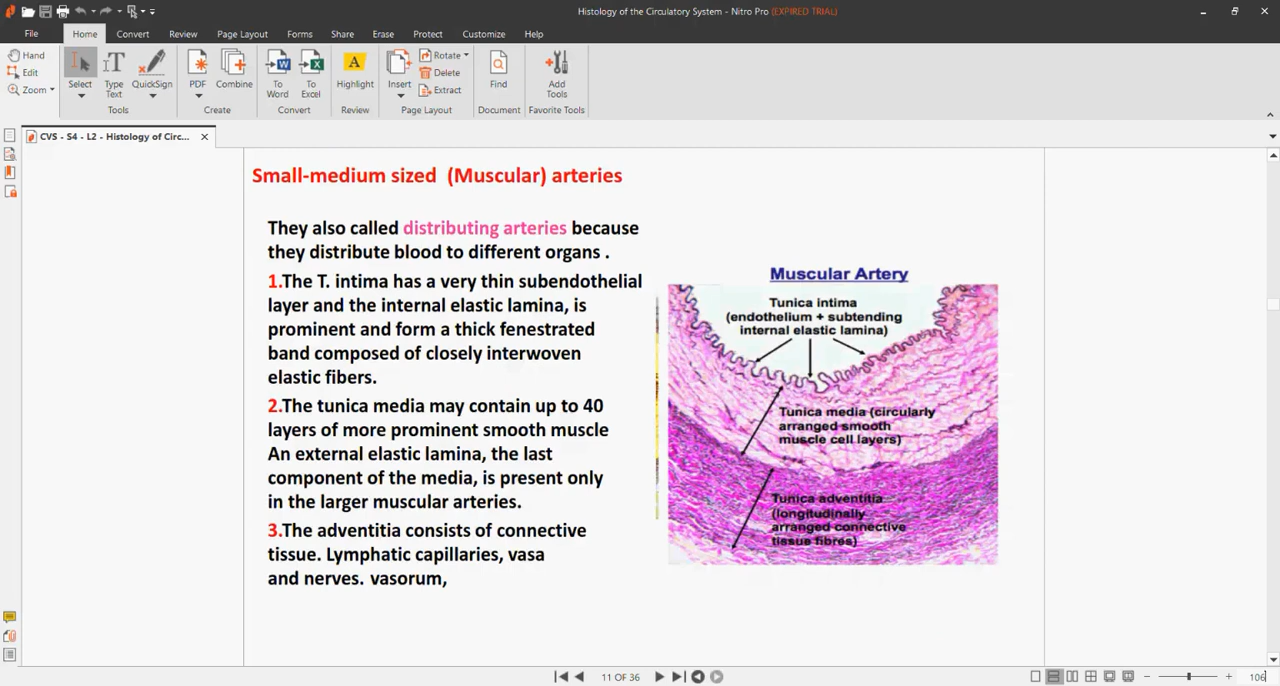 Histology of the Circulatory System - Nitro Pro (EXPIRED TRIAL)
File Home Convert Review Page Layout Forms Share Erase Protect Customize Help
Hand
Edit
Zoom
Select
Type Text
QuickSign
Tools
PDF
Combine
Create
To Word
To Excel
Convert
Highlight
Review
Insert
Rotate
Delete
Extract
Page Layout
Find
Document
Add Tools
Favorite Tools
CVS - S4 - L2 - Histology of Circ...
Small-medium sized (Muscular) arteries
They also called distributing arteries because
they distribute blood to different organs .
1.The T. intima has a very thin subendothelial
layer and the internal elastic lamina, is
prominent and form a thick fenestrated
band composed of closely interwoven
elastic fibers.
2.The tunica media may contain up to 40
layers of more prominent smooth muscle
An external elastic lamina, the last
component of the media, is present only
in the larger muscular arteries.
3.The adventitia consists of connective
tissue. Lymphatic capillaries, vasa
and nerves. vasorum,
Muscular Artery
Tunica intima
(endothelium + subtending
internal elastic lamina)
Tunica media (circularly
arranged smooth
muscle cell layers)
Tunica adventitia
(longitudinally
arranged connective
tissue fibres)
11 OF 36
106